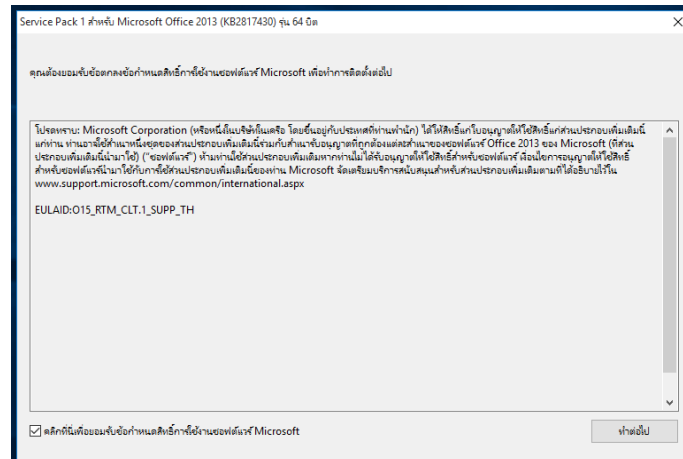 Service Pack 1 สำหรับ Microsoft Office 2013 (KB2817430) รุ่น 64 บิต
คุณต้องยอมรับข้อตกลงข้อกำหนดสิทธิ์การใช้งานซอฟต์แวร์ Microsoft เพื่อทำการติดตั้งต่อไป
โปรดทราบ: Microsoft Corporation (หรือหนึ่งในบริษัทในเครือ โดยขึ้นอยู่กับประเทศที่ท่านพำนัก) ได้ให้สิทธิ์แก่ใบอนุญาตให้ใช้สิทธิ์แก่ส่วนประกอบเพิ่มเติมนี้
แก่ท่าน ท่านอาจใช้สำเนาหนึ่งชุดของส่วนประกอบเพิ่มเติมนี้ร่วมกับสำเนารับอนุญาตที่ถูกต้องแต่ละสำเนาของซอฟต์แวร์ Office 2013 ของ Microsoft (ที่ส่วน
ประกอบเพิ่มเติมนี้นำมาใช้) ("ซอฟต์แวร์") ห้ามท่านใช้ส่วนประกอบเพิ่มเติมหากท่านไม่ได้รับอนุญาตให้ใช้สิทธิ์สำหรับซอฟต์แวร์ เงื่อนไขการอนุญาตให้ใช้สิทธิ์
สำหรับซอฟต์แวร์นำมาใช้กับการใช้ส่วนประกอบเพิ่มเติมนี้ของท่าน Microsoft จัดเตรียมบริการสนับสนุนสำหรับส่วนประกอบเพิ่มเติมตามที่ได้อธิบายไว้ใน
www.support.microsoft.com/common/international.aspx
EULAID:O15_RTM_CLT.1_SUPP_TH
คลิกที่นี่เพื่อยอมรับข้อกำหนดสิทธิ์การใช้งานซอฟต์แวร์ Microsoft
ทำต่อไป